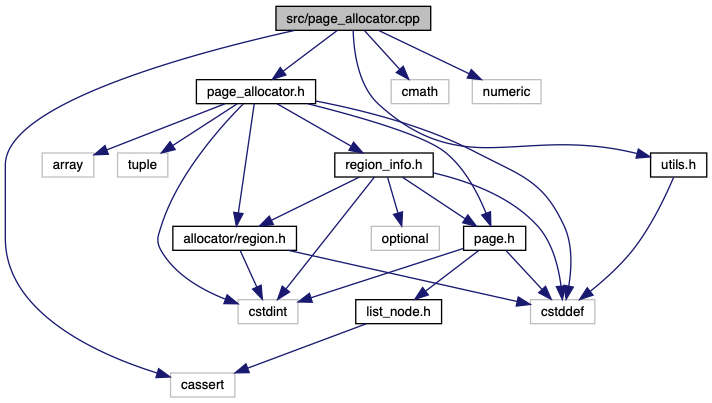 src/page_allocator.cpp
page_allocator.h
cmath
numeric
array
tuple
region_info.h
utils.h
allocator/region.h
optional
page.h
cstdint
list_node.h
cstddef
cassert